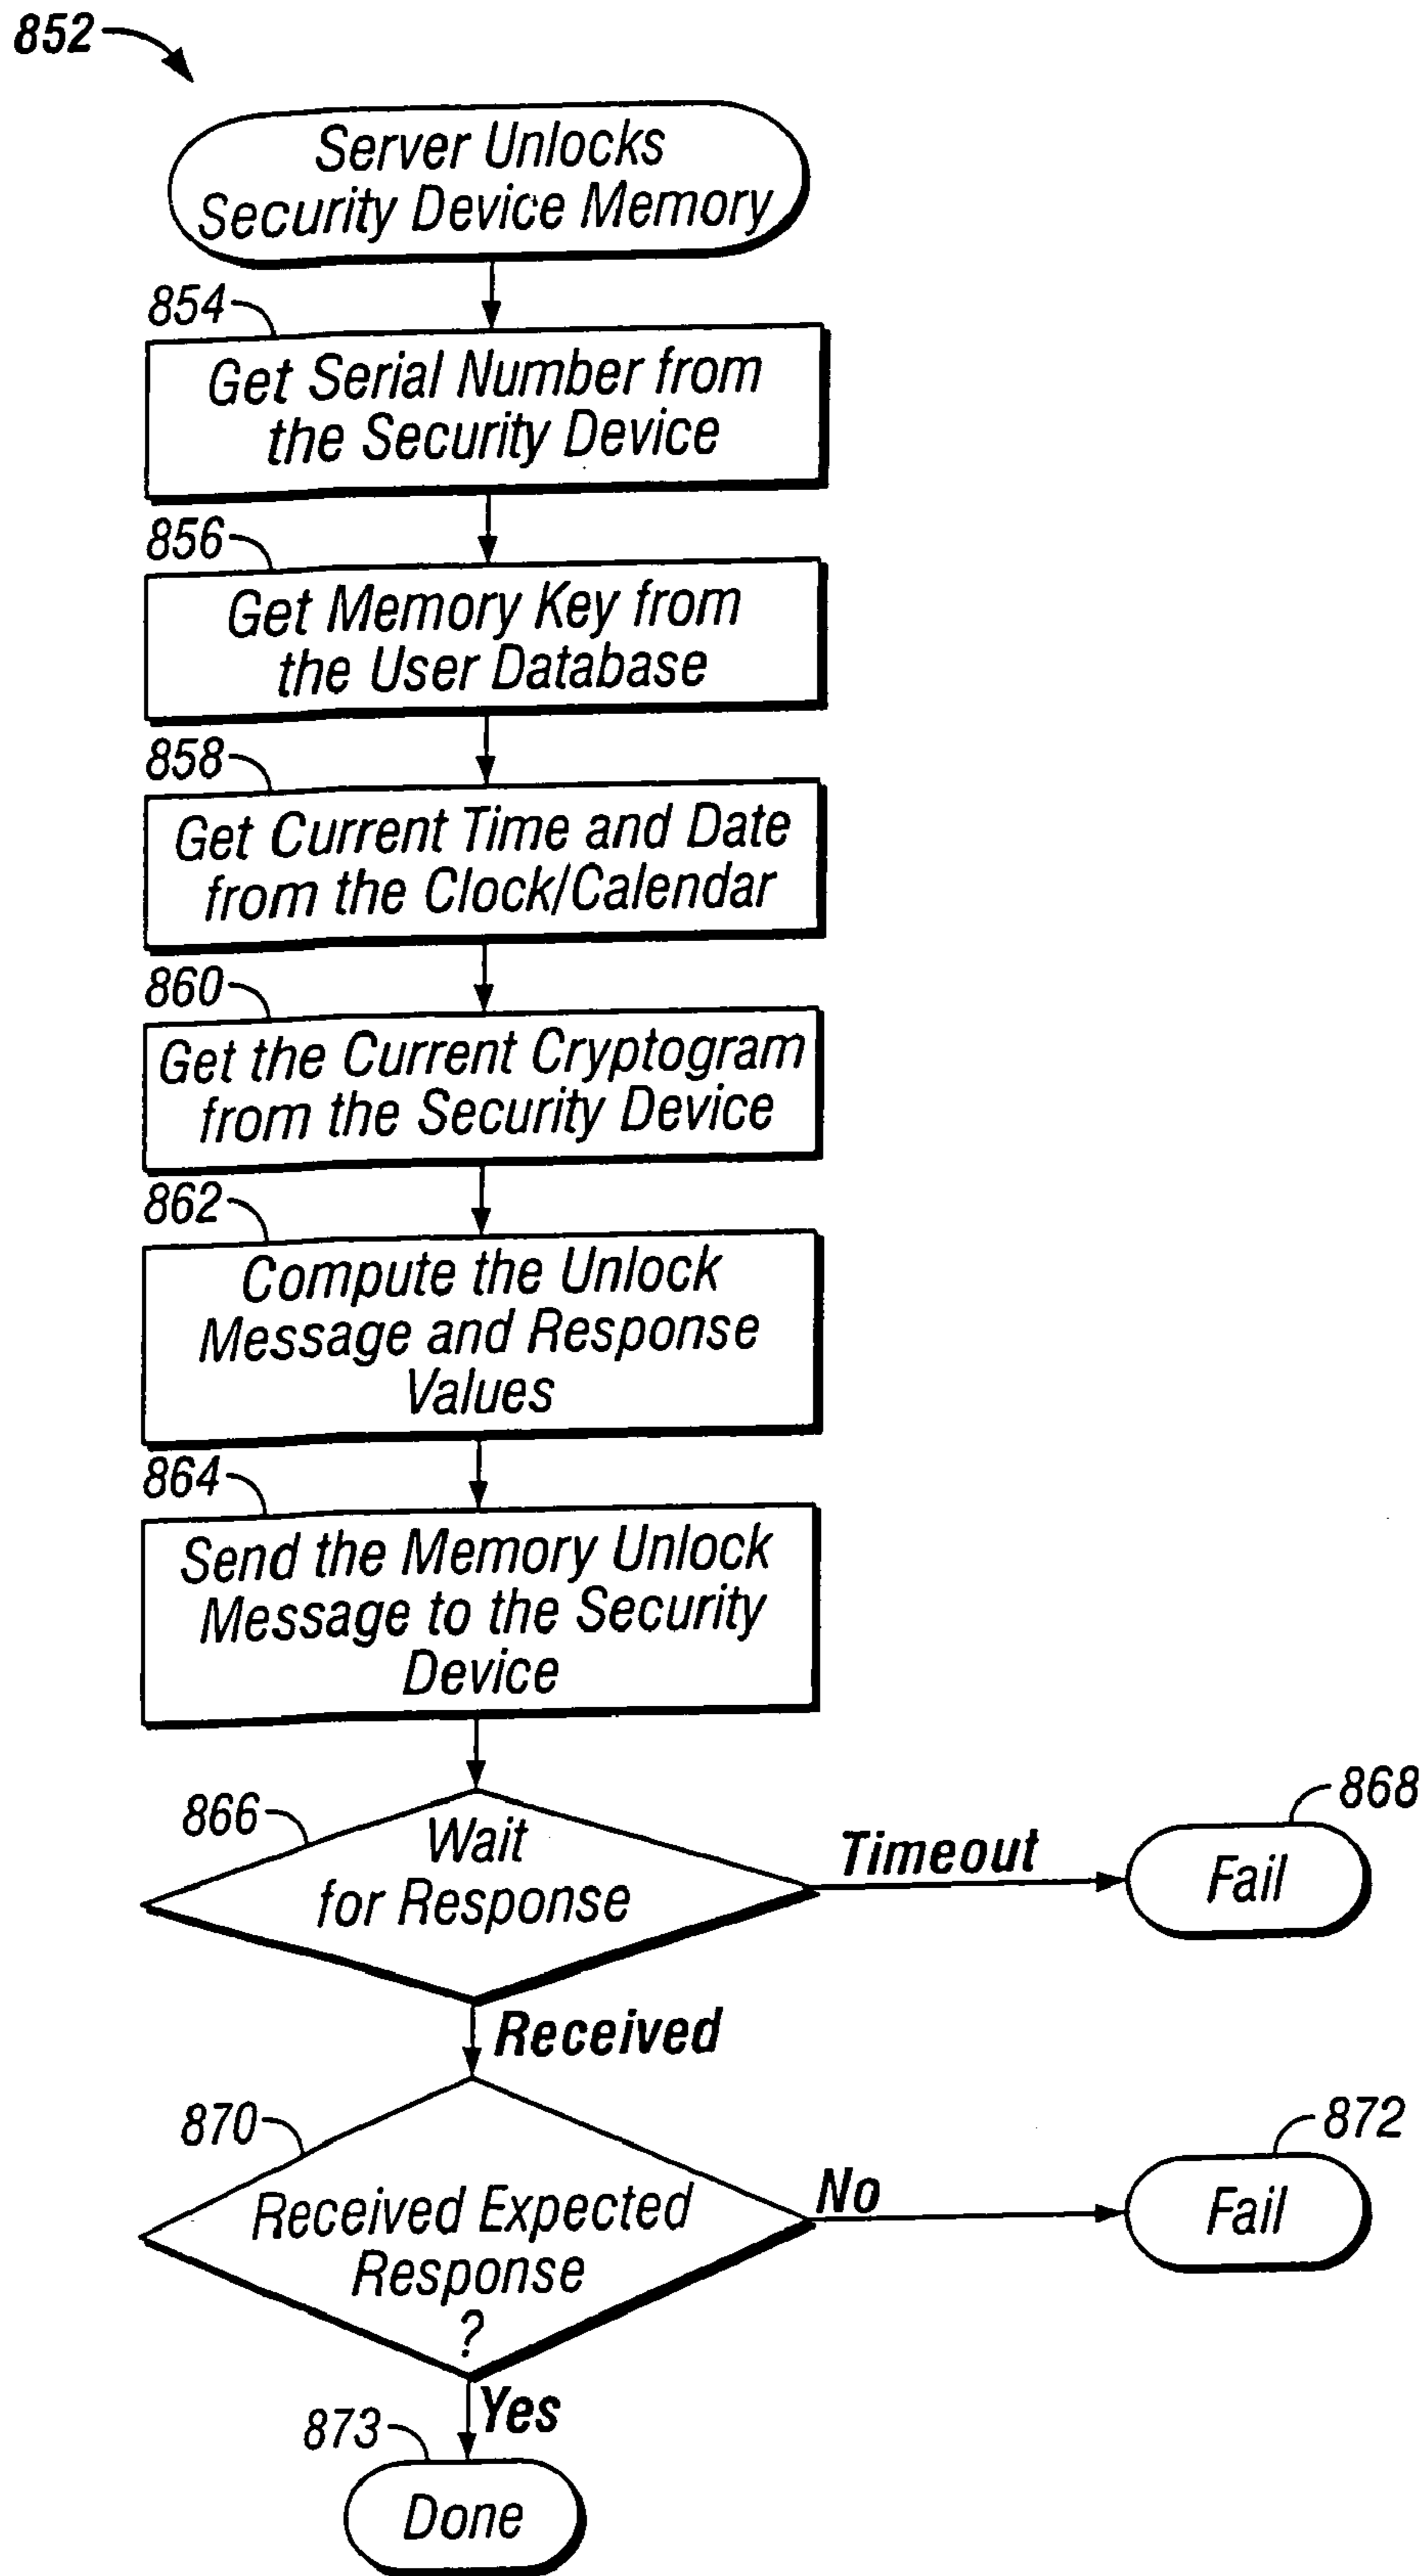 852
Server Unlocks
Security Device Memory
854
Get Serial Number from
the Security Device
856
Get Memory Key from
the User Database
858
Get Current Time and Date
from the Clock/Calendar
860
Get the Current Cryptogram
from the Security Device
862
Compute the Unlock
Message and Response
Values
864
Send the Memory Unlock
Message to the Security
Device
866
Wait
for Response
Timeout
868
Fail
Received
870
Received Expected
Response
?
No
872
Fail
Yes
873
Done